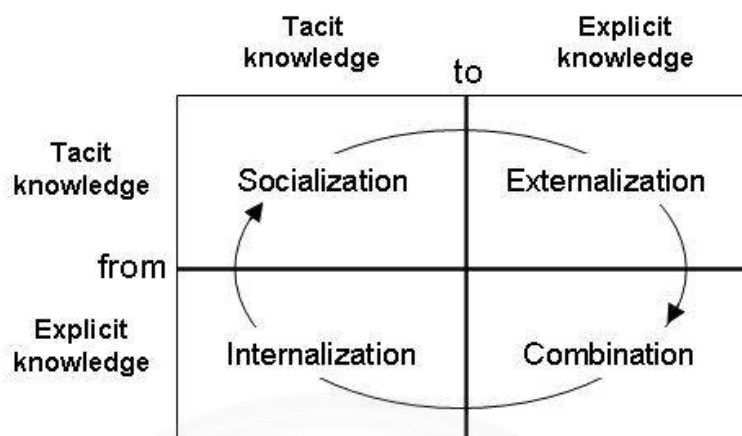 Tacit
knowledge
to
Explicit
knowledge
Tacit
knowledge
Socialization
Externalization
from
Explicit
knowledge
Internalization
Combination